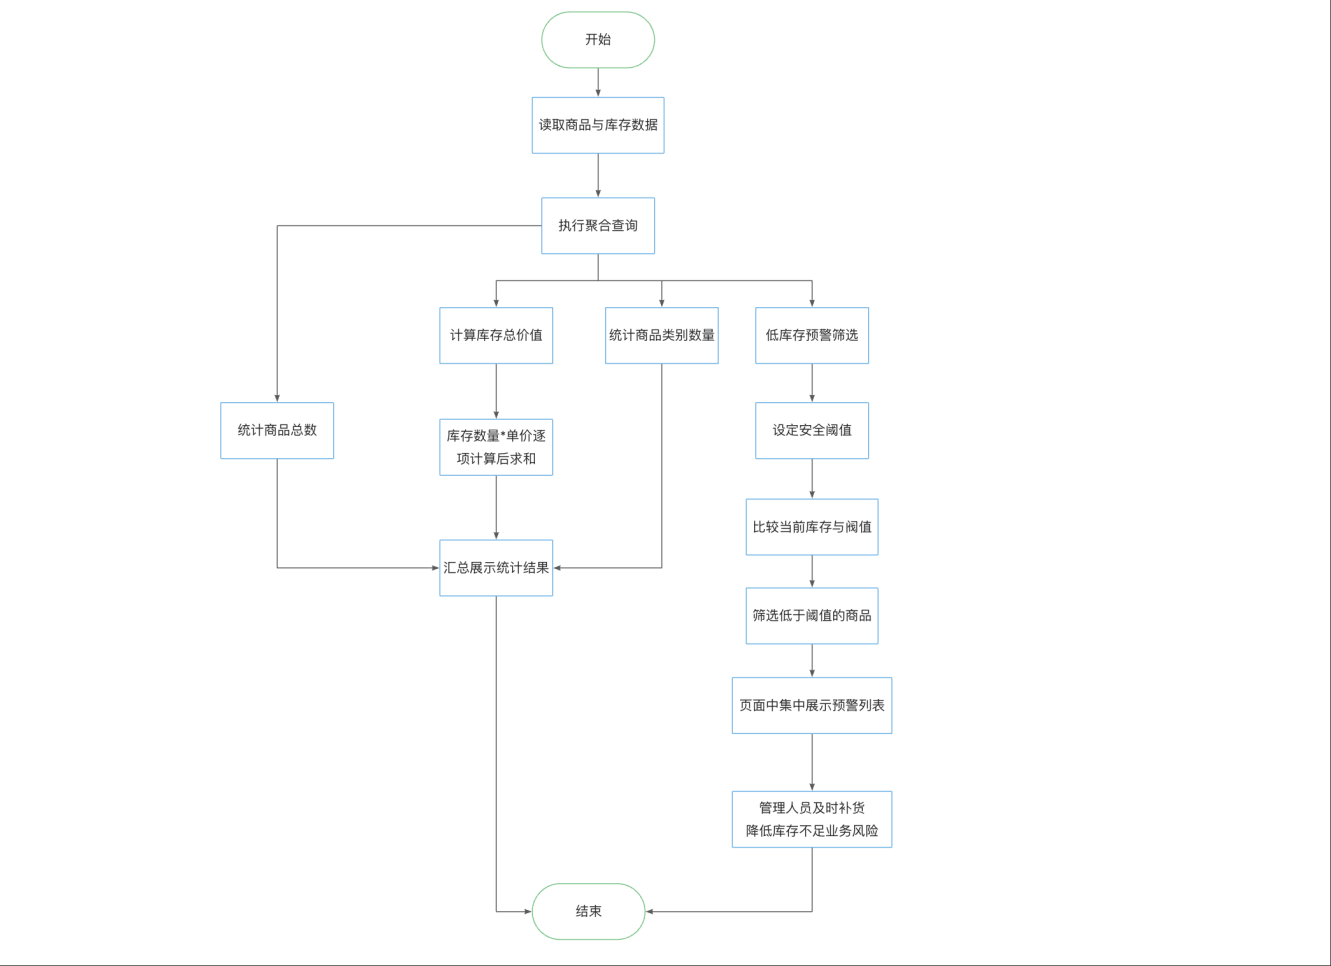 开始
读取商品与库存数据
执行聚合查询
计算库存总价值
统计商品类别数量
低库存预警筛选
统计商品总数
库存数量*单价逐
项计算后求和
设定安全阈值
比较当前库存与阀值
汇总展示统计结果
筛选低于阈值的商品
页面中集中展示预警列表
管理人员及时补货
降低库存不足业务风险
结束